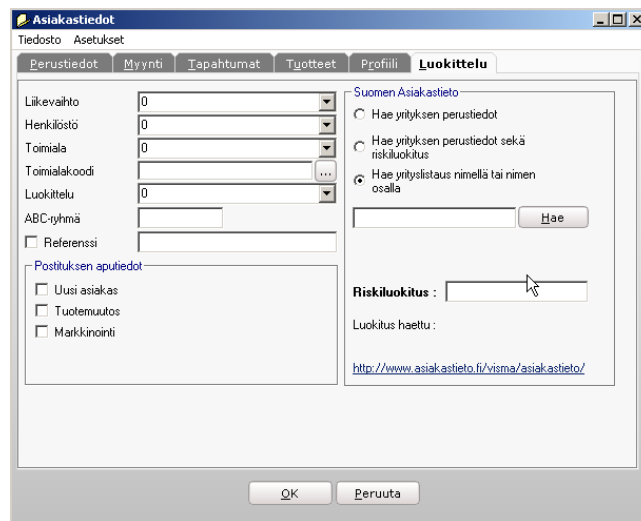 Asiakastiedot
Tiedosto Asetukset
Perustiedot Myynti Tapahtumat Tuotteet Profiili Luokittelu
Liikevaihto 0
Henkilöstö 0
Toimiala 0
Toimialakoodi ...
Luokittelu 0
ABC-ryhmä
Referenssi
Postituksen aputiedot
Uusi asiakas
Tuotemuutos
Markkinointi
Suomen Asiakastieto
Hae yrityksen perustiedot
Hae yrityksen perustiedot sekä
riskiluokitus
Hae yrityslistaus nimellä tai nimen
osalla
Hae
Riskiluokitus :
Luokitus haettu :
http://www.asiakastieto.fi/visma/asiakastieto/
OK Peruuta